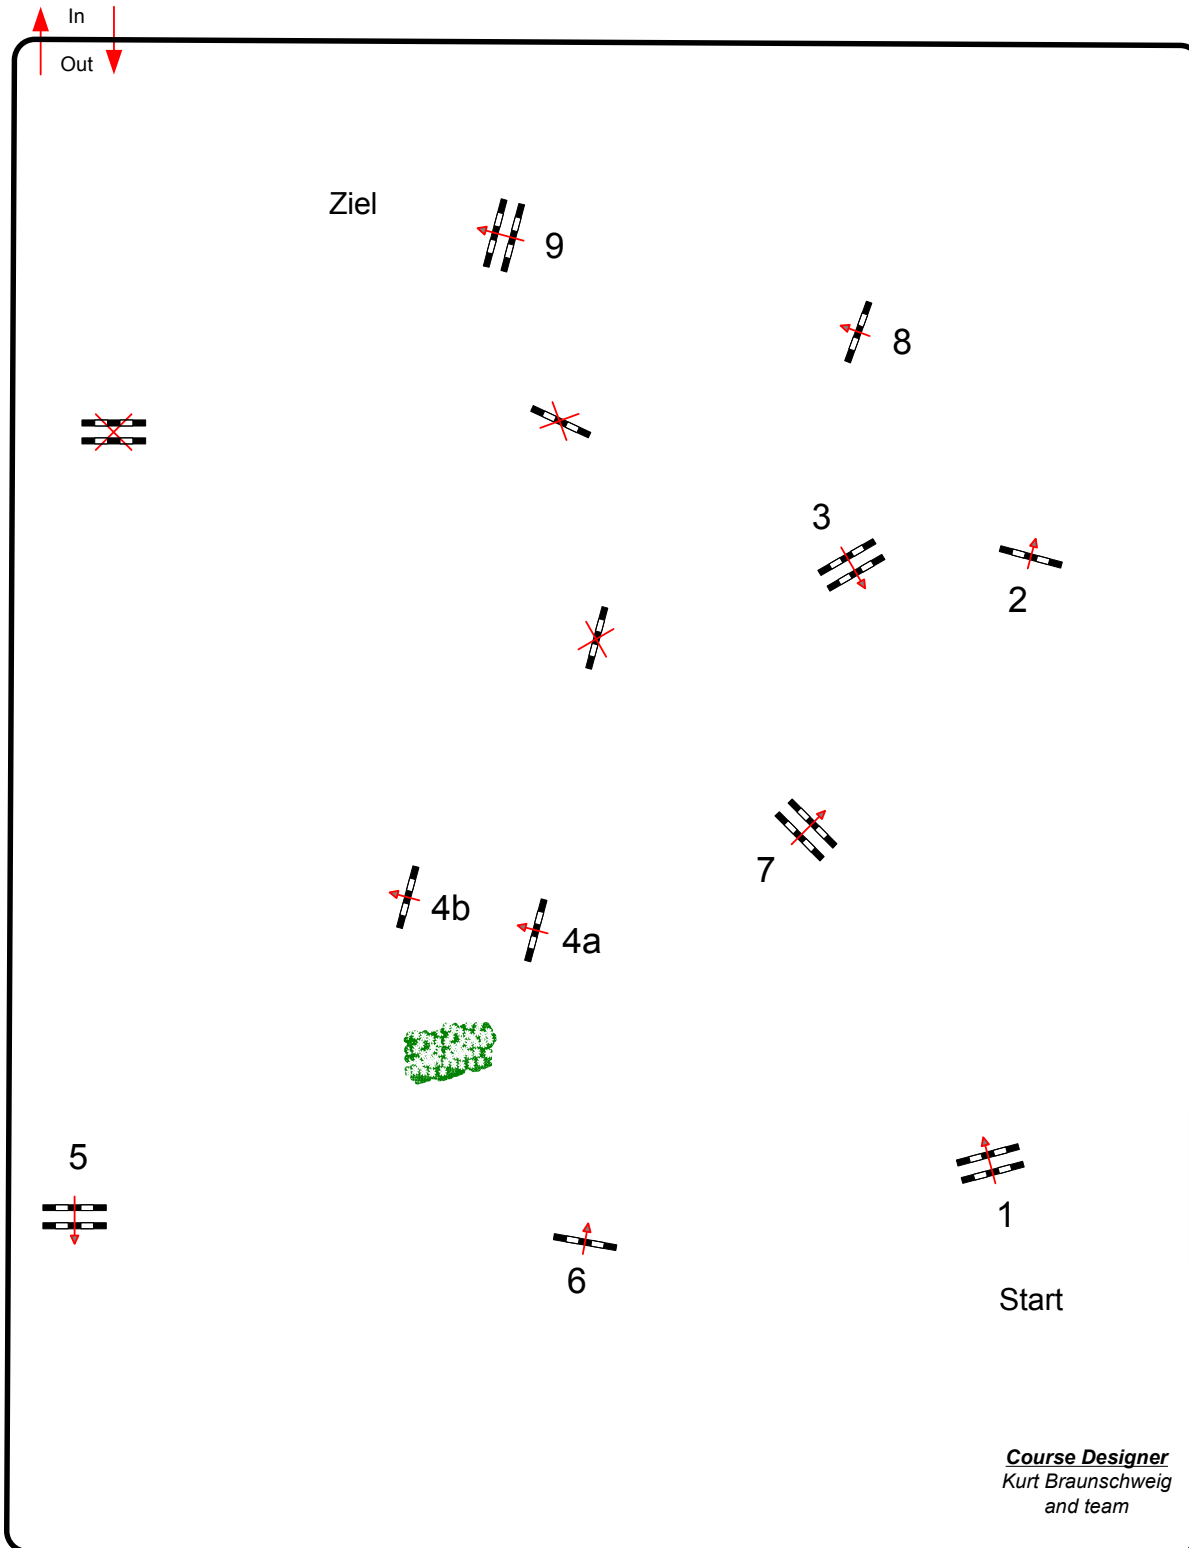 In
Out
Ziel
9
8
3
2
7
4b
4a
5
1
6
Start
Course Designer
Kurt Braunschweig
and team